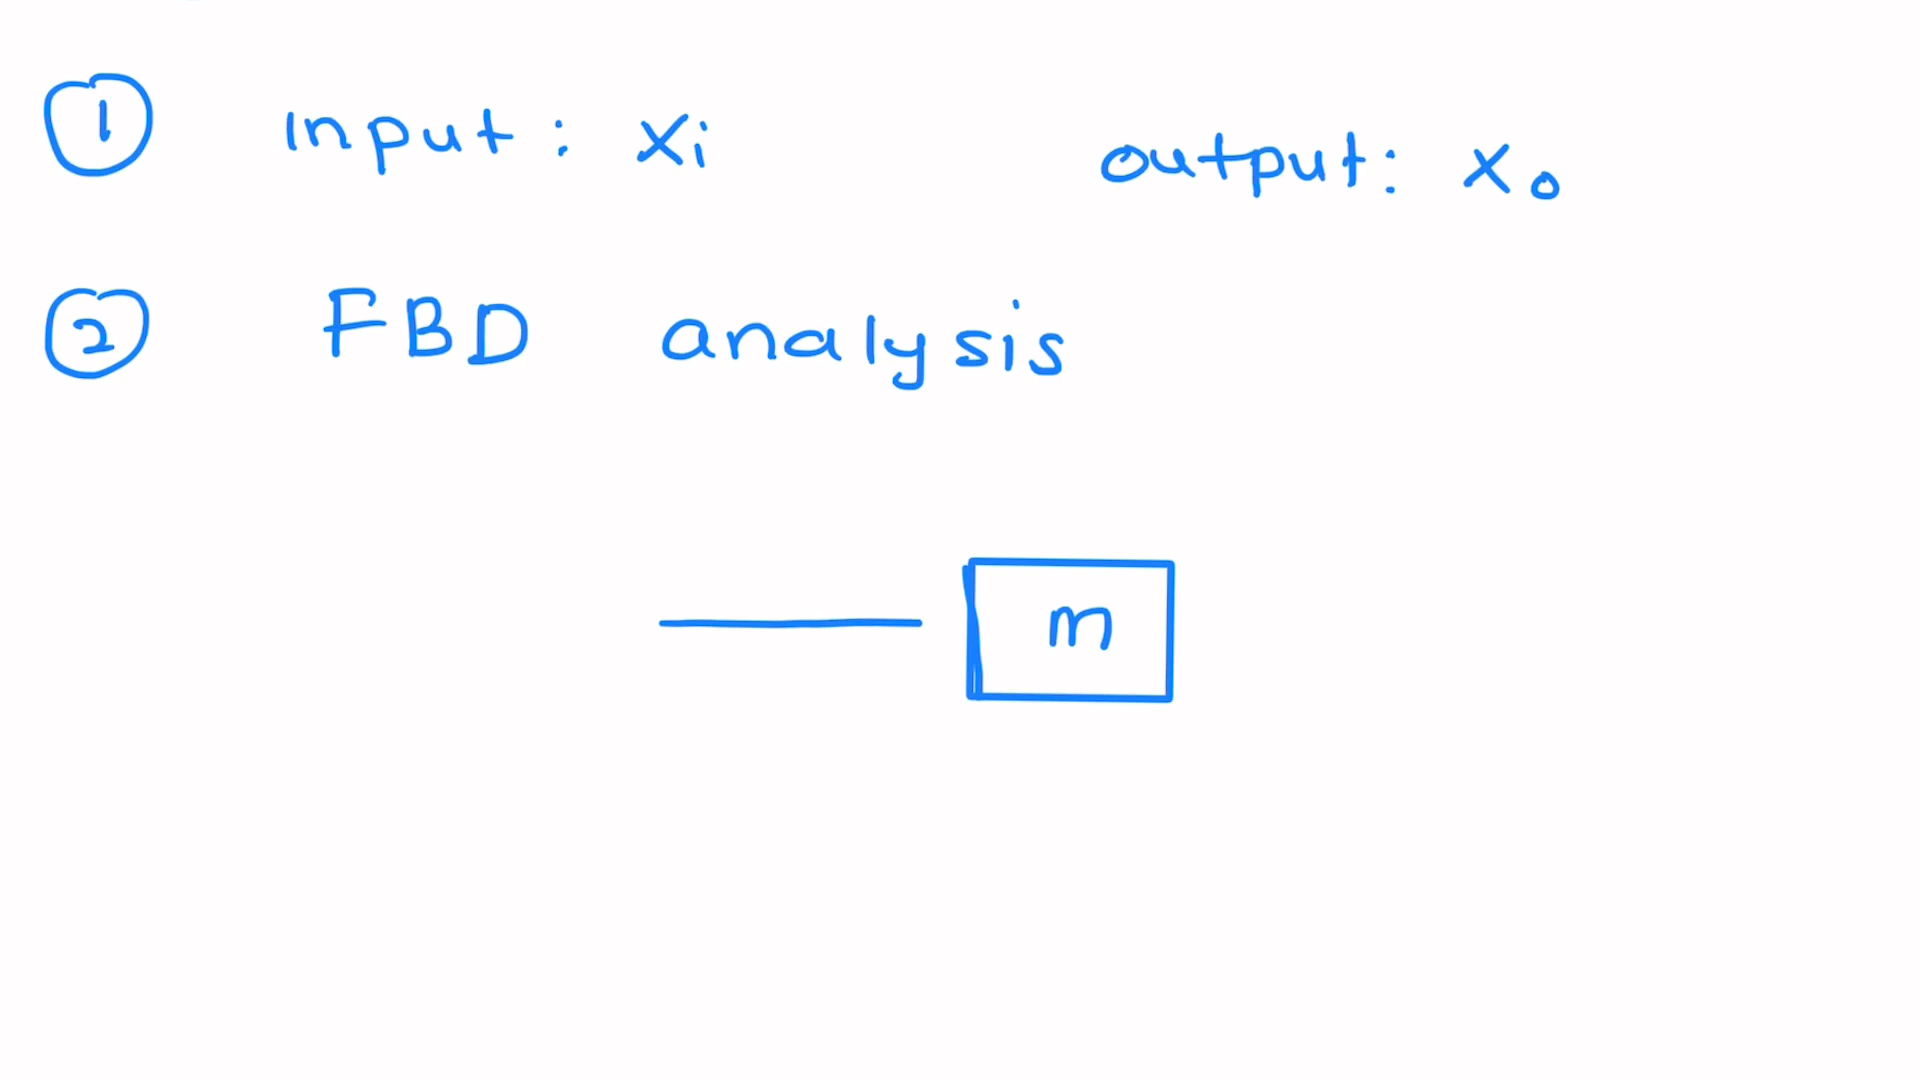 ① input: xi output: xo
② FBD analysis
m